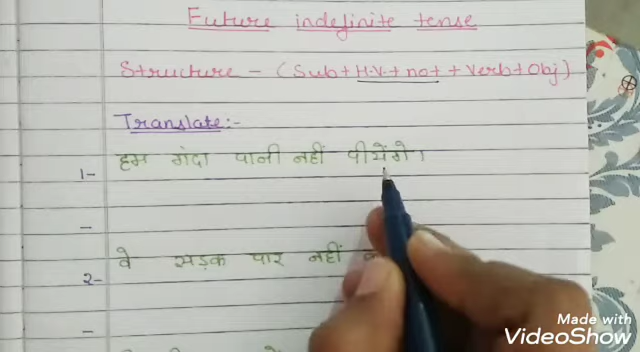 Future indefinite tense
Structure - (Sub + H.V. + not + Verb + Obj)
Translate:-
1- हम गंदा पानी नहीं पीयेंगे।
-
2- वे सड़क पार नहीं
-
Made with
VideoShow